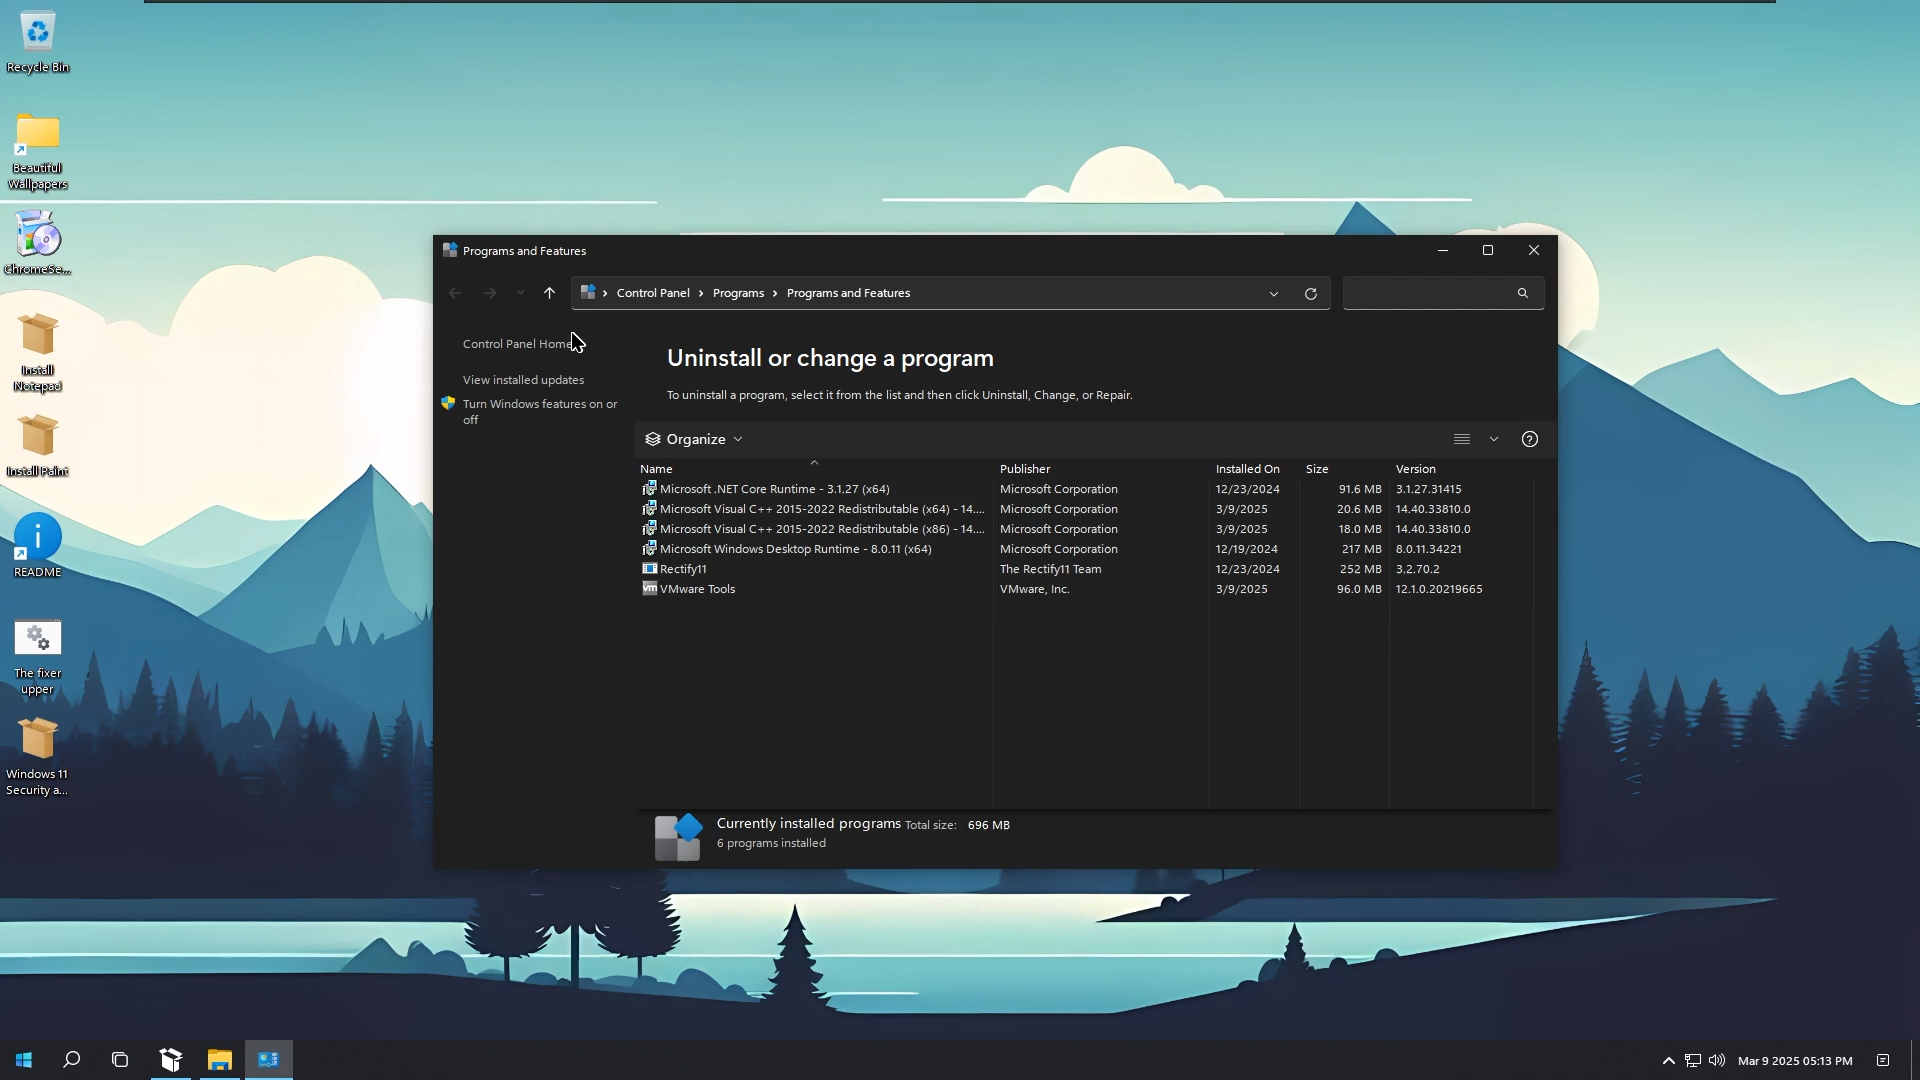 Recycle Bin
Beautiful
Wallpapers
ChromeSe...
Install
Notepad
Install Paint
README
The fixer
upper
Windows 11
Security a...
Programs and Features
Control Panel > Programs > Programs and Features
Control Panel Home
View installed updates
Turn Windows features on or
off
Uninstall or change a program
To uninstall a program, select it from the list and then click Uninstall, Change, or Repair.
Organize
Name Publisher Installed On Size Version
Microsoft .NET Core Runtime - 3.1.27 (x64) Microsoft Corporation 12/23/2024 91.6 MB 3.1.27.31415
Microsoft Visual C++ 2015-2022 Redistributable (x64) - 14.... Microsoft Corporation 3/9/2025 20.6 MB 14.40.33810.0
Microsoft Visual C++ 2015-2022 Redistributable (x86) - 14.... Microsoft Corporation 3/9/2025 18.0 MB 14.40.33810.0
Microsoft Windows Desktop Runtime - 8.0.11 (x64) Microsoft Corporation 12/19/2024 217 MB 8.0.11.34221
Rectify11 The Rectify11 Team 12/23/2024 252 MB 3.2.70.2
vm VMware Tools VMware, Inc. 3/9/2025 96.0 MB 12.1.0.20219665
Currently installed programs Total size: 696 MB
6 programs installed
Mar 9 2025 05:13 PM